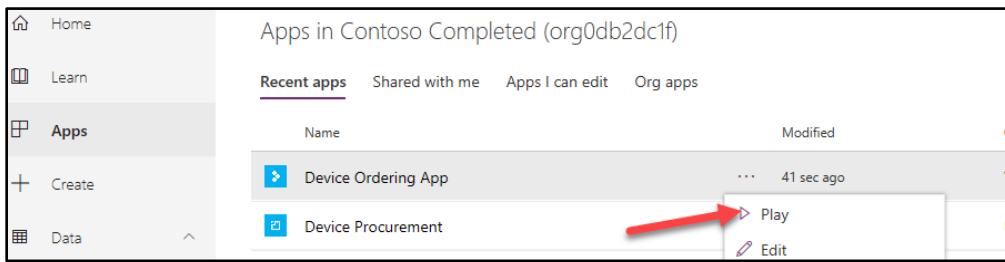 Home
Apps in Contoso Completed (org0db2dc1f)
Learn
Recent apps Shared with me Apps I can edit Org apps
Apps
Name Modified
Create
Device Ordering App ... 41 sec ago
Play
Data
Device Procurement
Edit